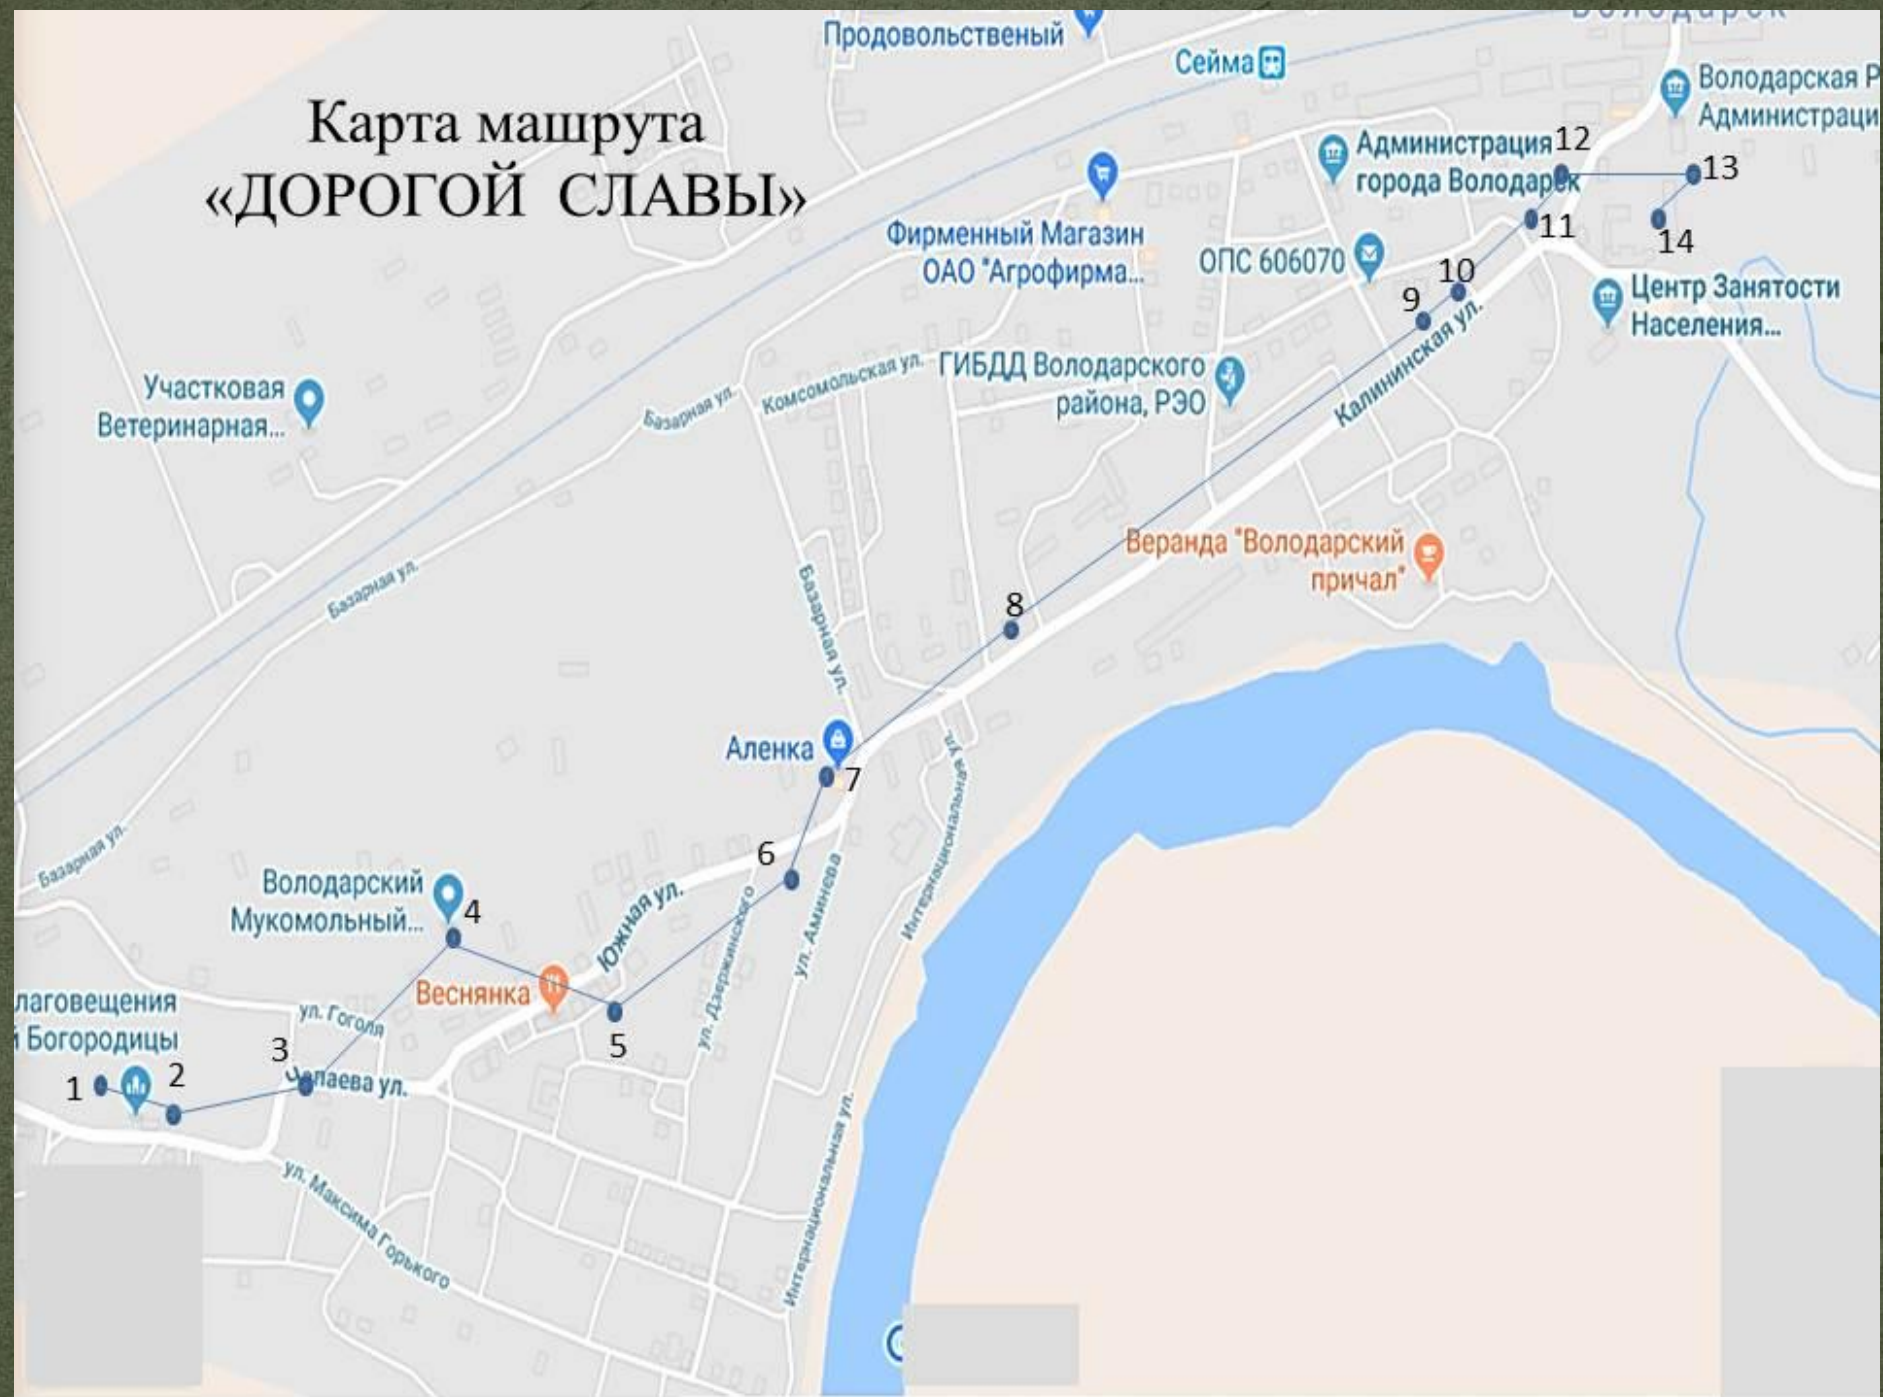 Карта машрута
«ДОРОГОЙ СЛАВЫ»
Продовольственый
Сейма
Володарская Р
Администраци
Администрация
города Володарск
12
13
11
14
Фирменный Магазин
ОАО "Агрофирма...
ОПС 606070
10
9
Центр Занятости
Населения...
Калининская ул.
ГИБДД Володарского
района, РЭО
Комсомольская ул.
Базарная ул.
Участковая
Ветеринарная...
Веранда "Володарский
причал"
Базарная ул.
Базарная ул.
8
Аленка
7
Интернациональная ул.
6
Базарная ул.
Володарский
Мукомольный...
4
Южная ул.
ул. Дзержинского
ул. Аминева
Веснянка
5
лаговещения
й Богородицы
ул. Гоголя
3
Чапаева ул.
1
2
ул. Максима Горького
Интернациональная ул.